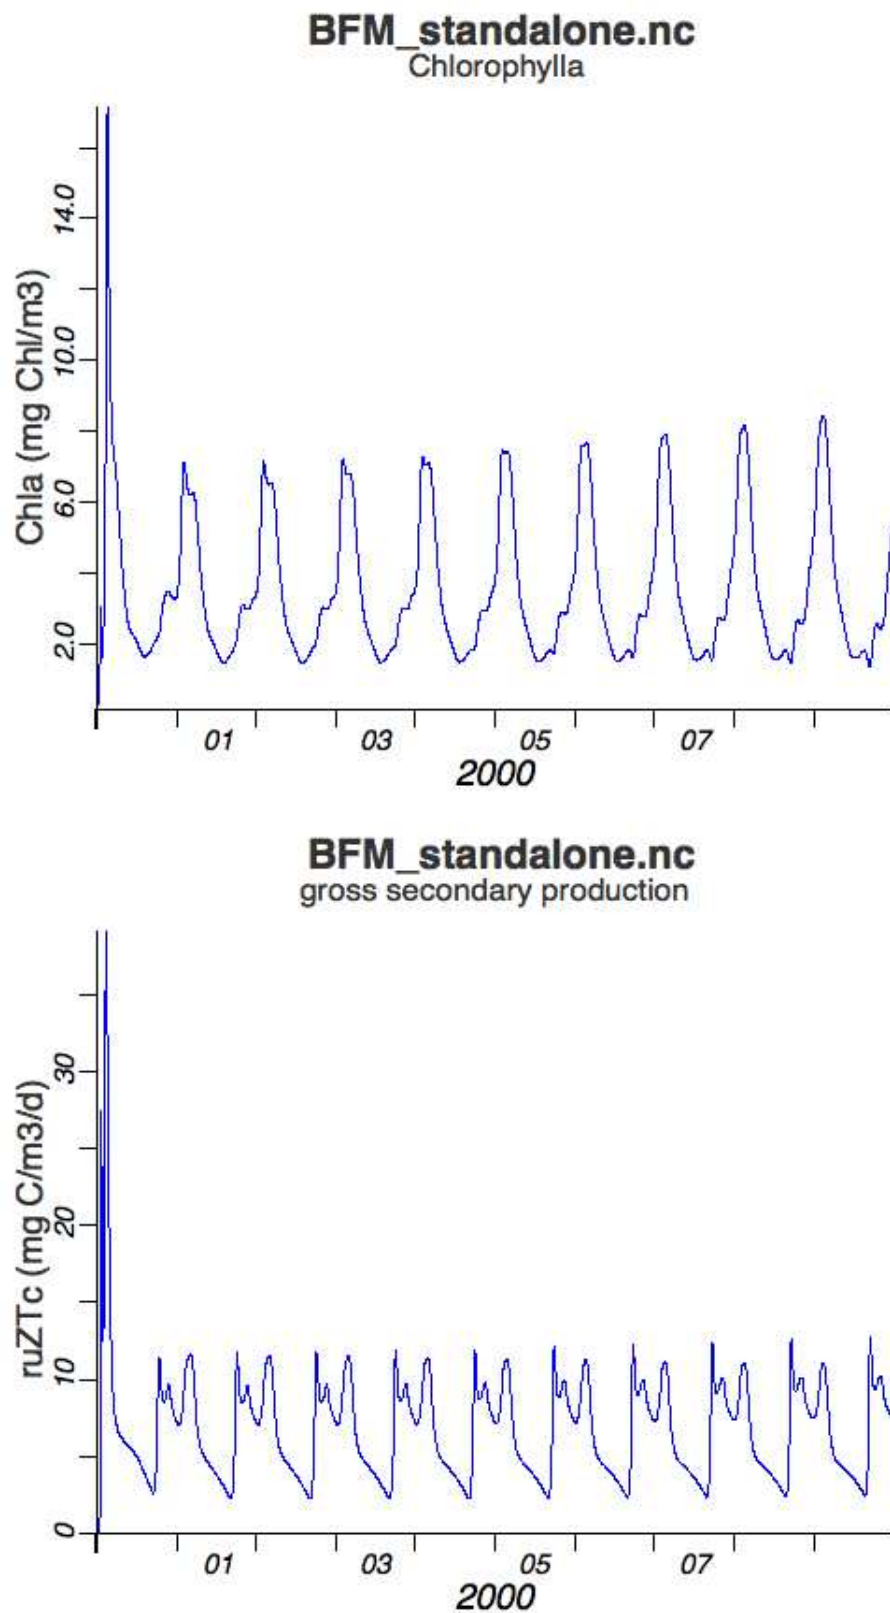 BFM_standalone.nc
Chlorophylla
Chla (mg Chl/m3)
14.0
10.0
6.0
2.0
01 03 05 07
2000
BFM_standalone.nc
gross secondary production
ruZTc (mg C/m3/d)
30
20
10
0
01 03 05 07
2000